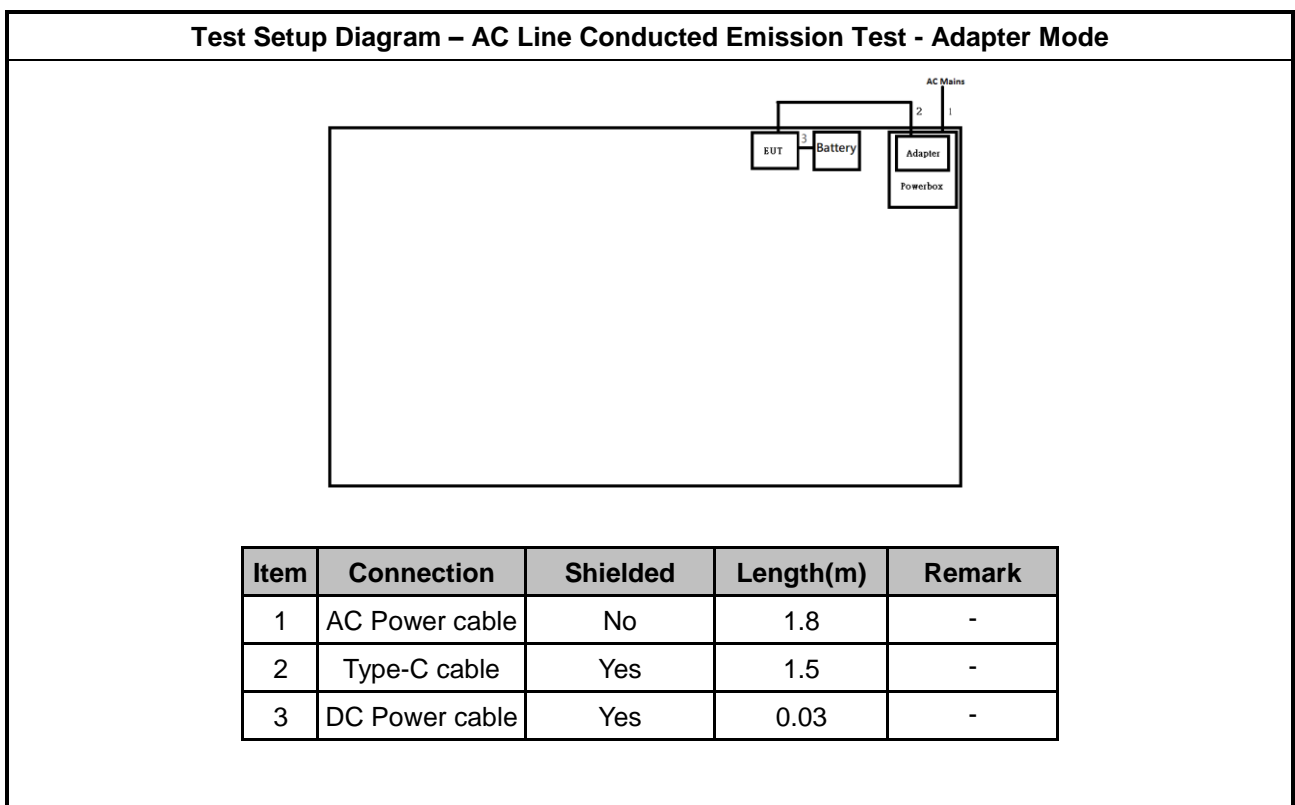 Test Setup Diagram – AC Line Conducted Emission Test - Adapter Mode
AC Mains
2 1
EUT 3 Battery Adapter
Powerbox
Item Connection Shielded Length(m) Remark
1 AC Power cable No 1.8 -
2 Type-C cable Yes 1.5 -
3 DC Power cable Yes 0.03 -